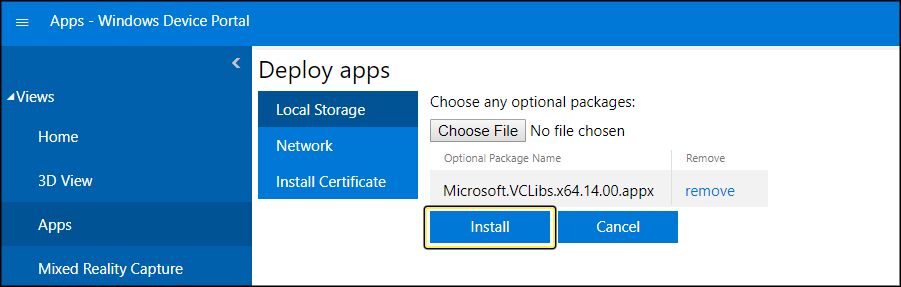 Apps - Windows Device Portal
Views
Home
3D View
Apps
Mixed Reality Capture
Deploy apps
Local Storage
Network
Install Certificate
Choose any optional packages:
Choose File No file chosen
Optional Package Name Remove
Microsoft.VCLibs.x64.14.00.appx remove
Install Cancel